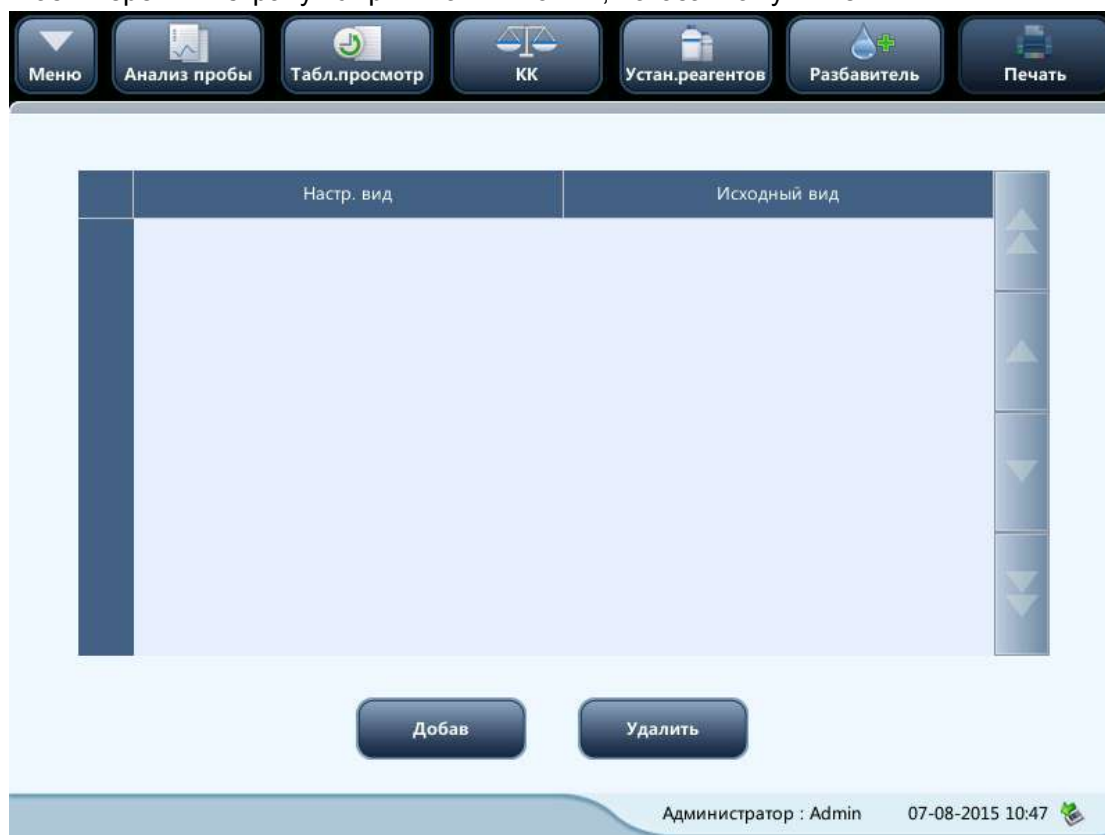 Меню Анализ пробы Табл.просмотр КК Устан.реагентов Разбавитель Печать
Настр. вид Исходный вид
Добав Удалить
Администратор : Admin 07-08-2015 10:47